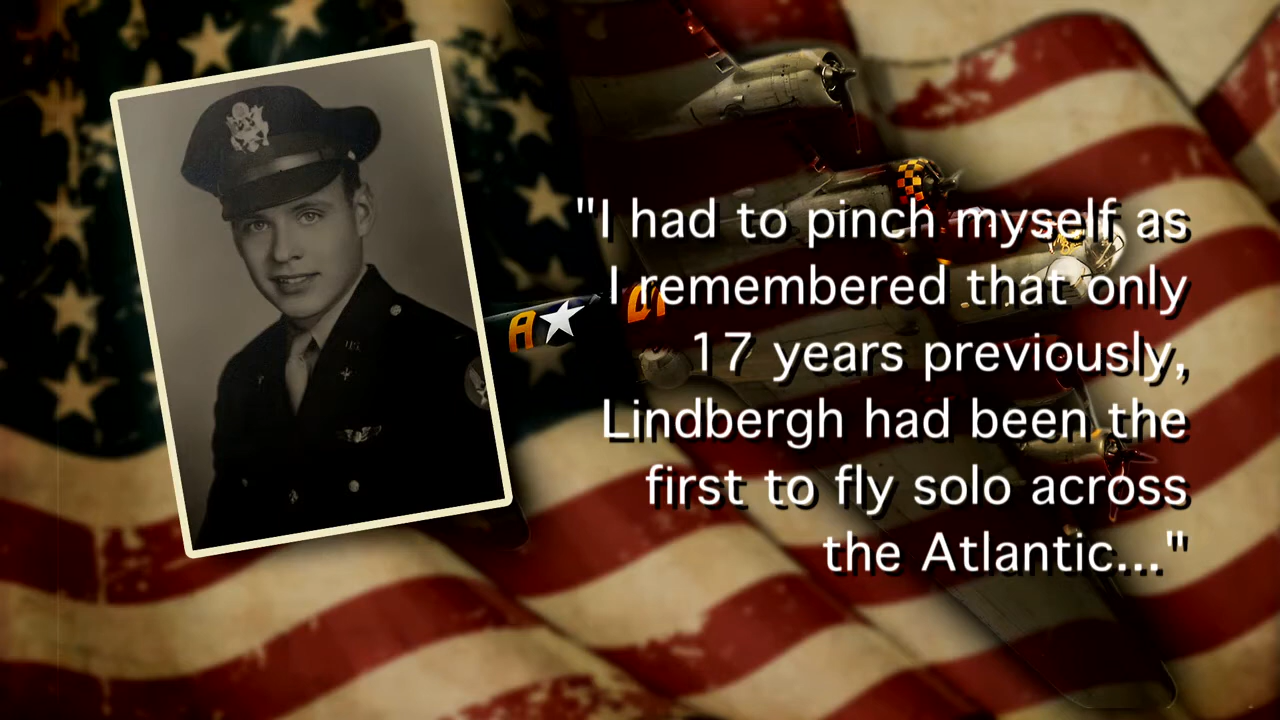 "I had to pinch myself as
I remembered that only
17 years previously,
Lindbergh had been the
first to fly solo across
the Atlantic..."
A